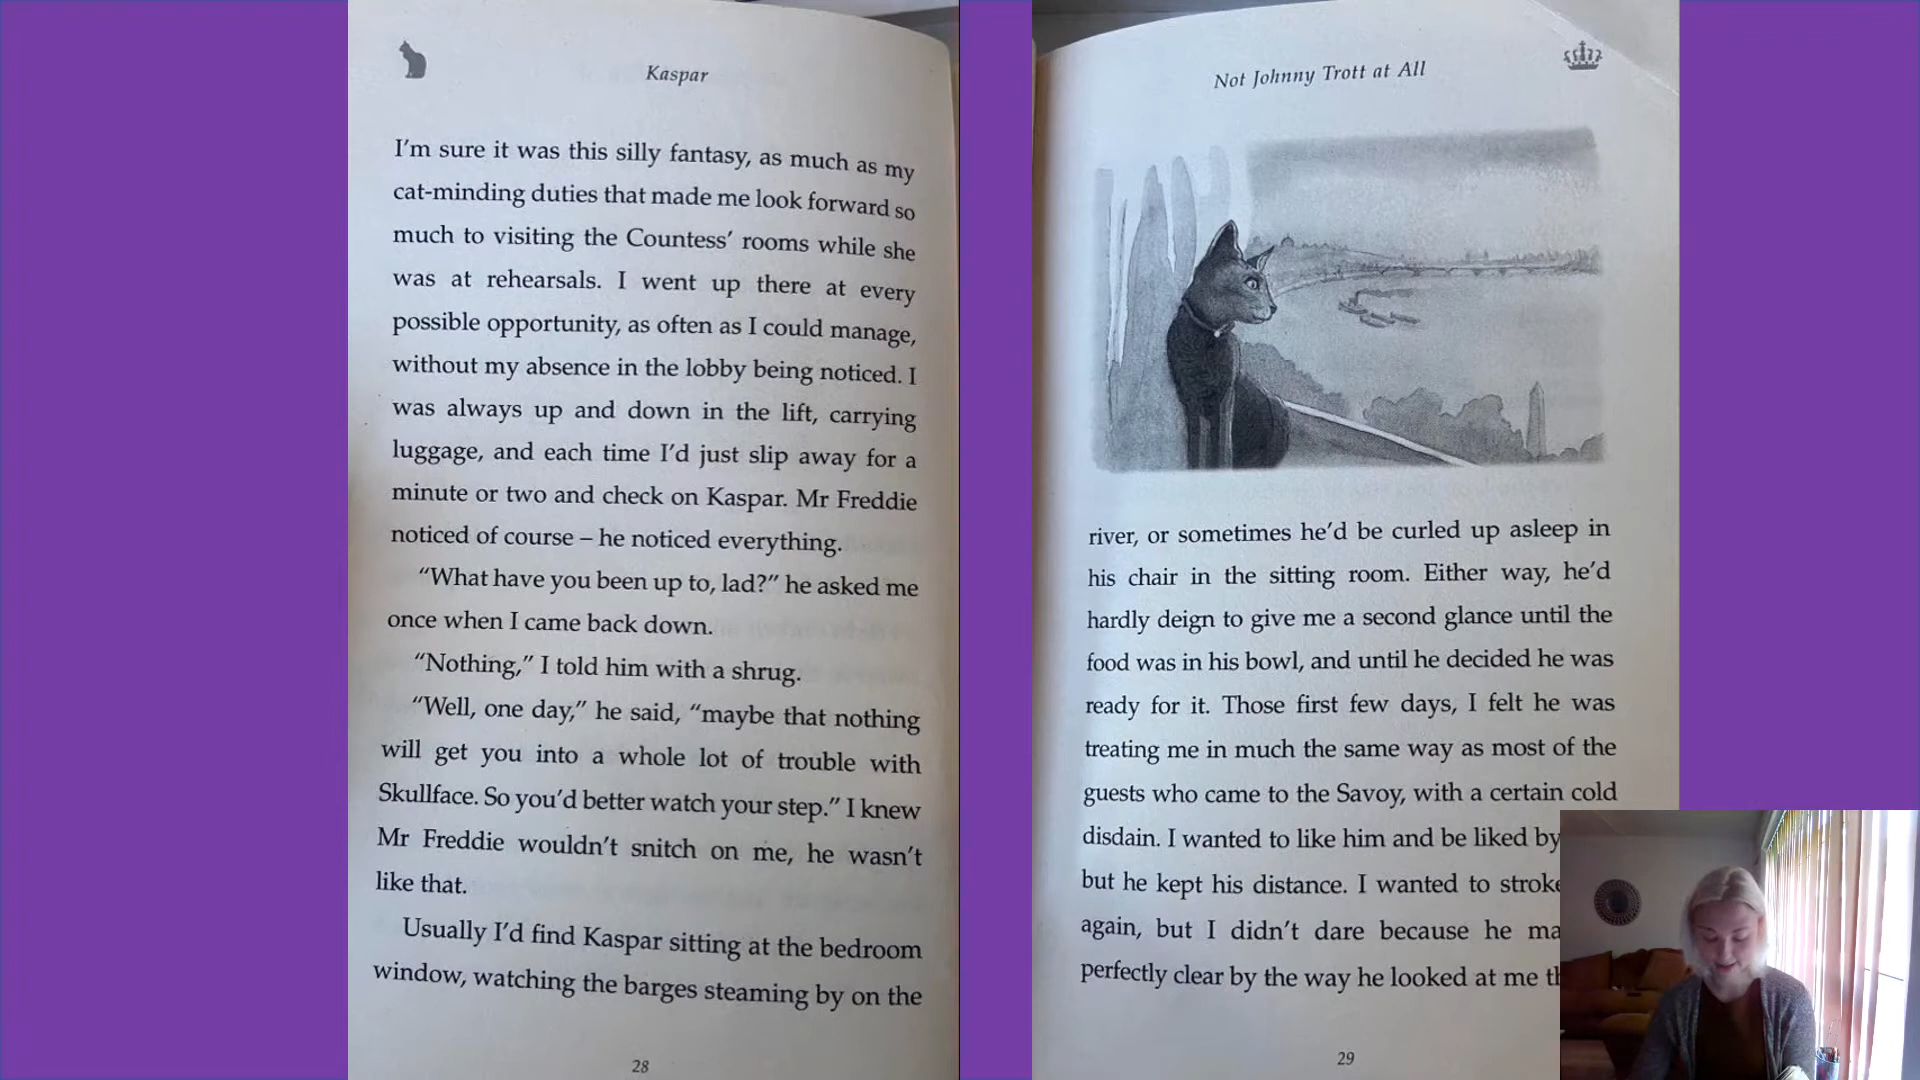 Kaspar
I'm sure it was this silly fantasy, as much as my
cat-minding duties that made me look forward so
much to visiting the Countess' rooms while she
was at rehearsals. I went up there at every
possible opportunity, as often as I could manage,
without my absence in the lobby being noticed. I
was always up and down in the lift, carrying
luggage, and each time I'd just slip away for a
minute or two and check on Kaspar. Mr Freddie
noticed of course – he noticed everything.
"What have you been up to, lad?" he asked me
once when I came back down.
"Nothing," I told him with a shrug.
"Well, one day," he said, "maybe that nothing
will get you into a whole lot of trouble with
Skullface. So you'd better watch your step." I knew
Mr Freddie wouldn't snitch on me, he wasn't
like that.
Usually I'd find Kaspar sitting at the bedroom
window, watching the barges steaming by on the
28
Not Johnny Trott at All
river, or sometimes he'd be curled up asleep in
his chair in the sitting room. Either way, he'd
hardly deign to give me a second glance until the
food was in his bowl, and until he decided he was
ready for it. Those first few days, I felt he was
treating me in much the same way as most of the
guests who came to the Savoy, with a certain cold
disdain. I wanted to like him and be liked by
but he kept his distance. I wanted to stroke
again, but I didn't dare because he ma
perfectly clear by the way he looked at me
29